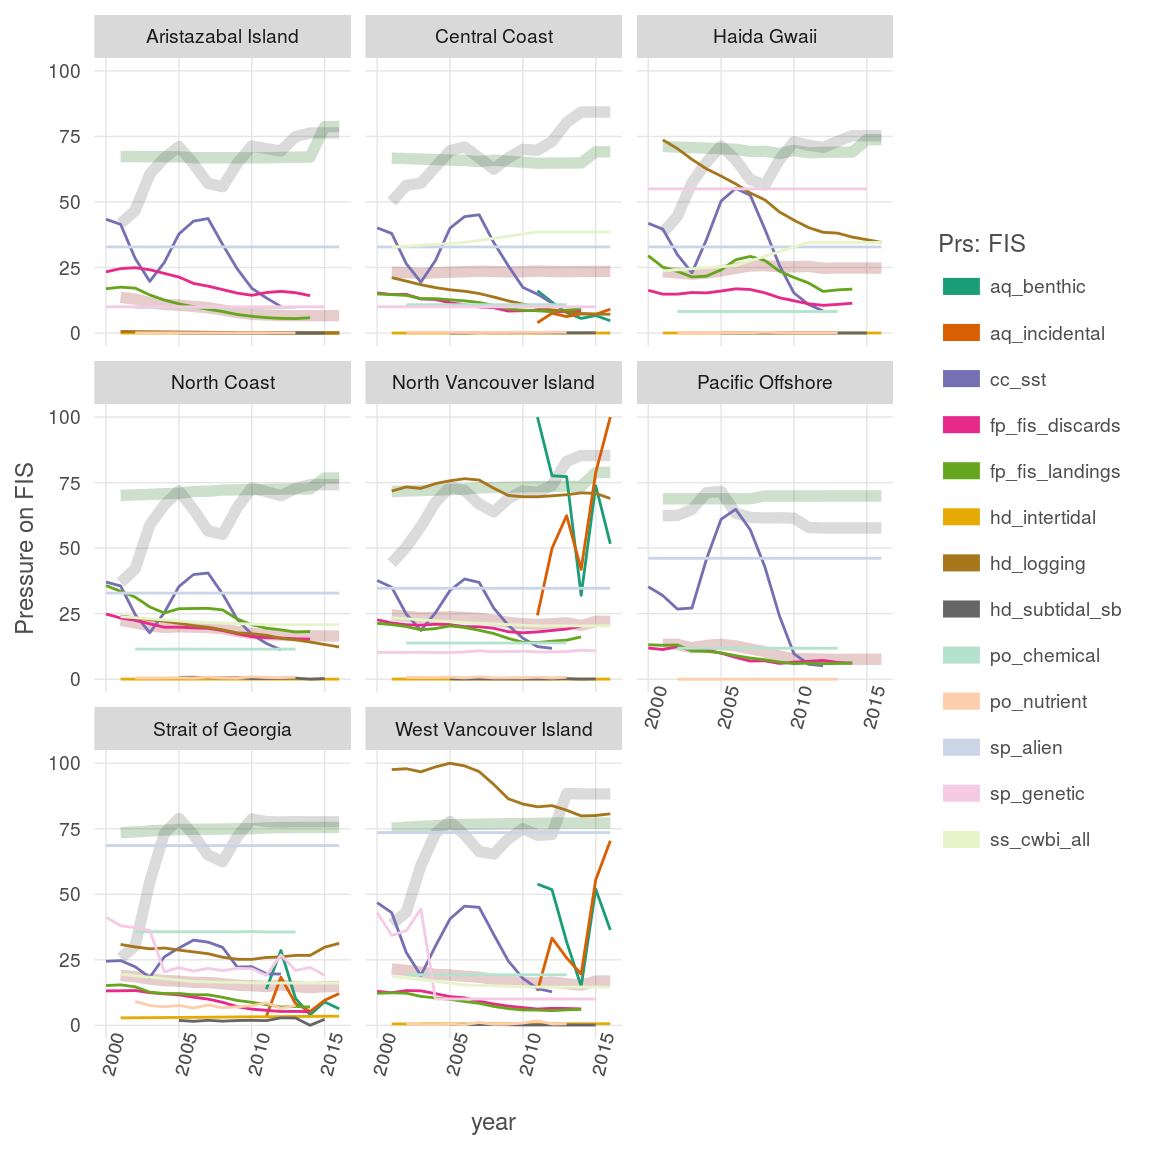 Aristazabal Island
Central Coast
Haida Gwaii
100
75
50
25
0
North Coast
North Vancouver Island
Pacific Offshore
100
75
50
25
0
2000
2005
2010
2015
Strait of Georgia
West Vancouver Island
100
75
50
25
0
2000
2005
2010
2015
2000
2005
2010
2015
year
Pressure on FIS
Prs: FIS
aq_benthic
aq_incidental
cc_sst
fp_fis_discards
fp_fis_landings
hd_intertidal
hd_logging
hd_subtidal_sb
po_chemical
po_nutrient
sp_alien
sp_genetic
ss_cwbi_all